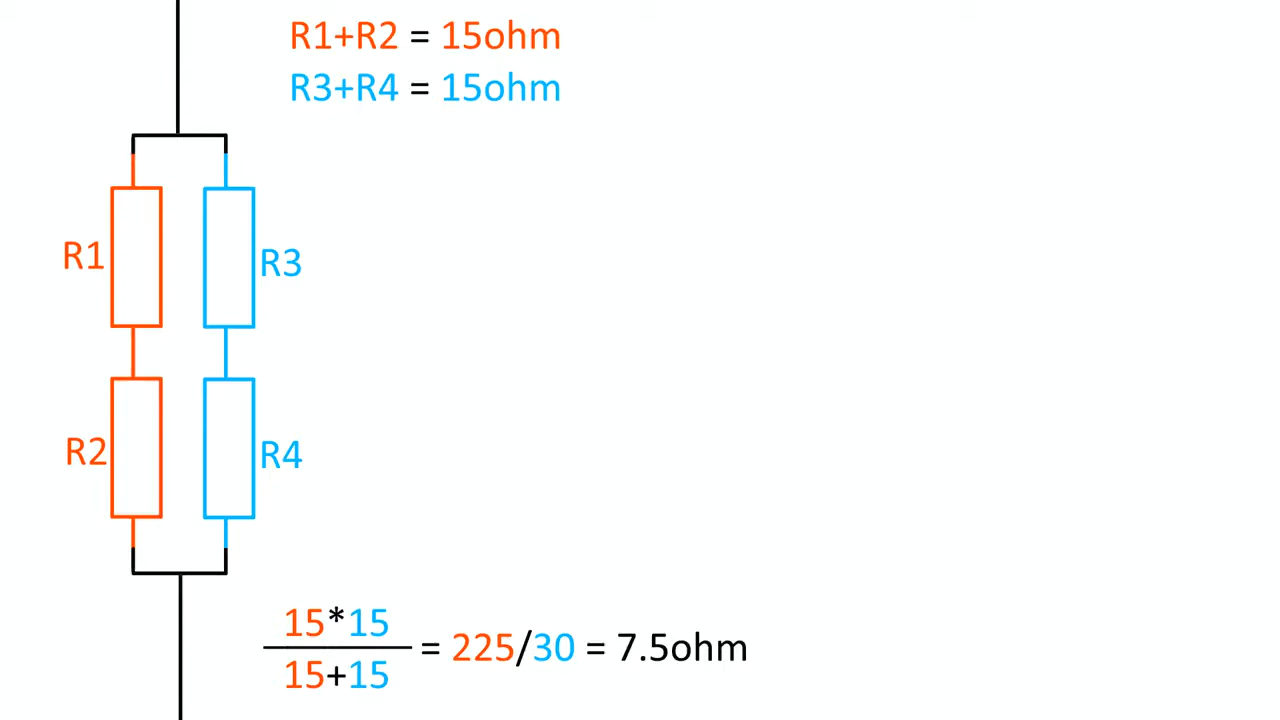 R1+R2 = 15ohm
R3+R4 = 15ohm
R1
R3
R2
R4
15*15
15+15
= 225/30 = 7.5ohm